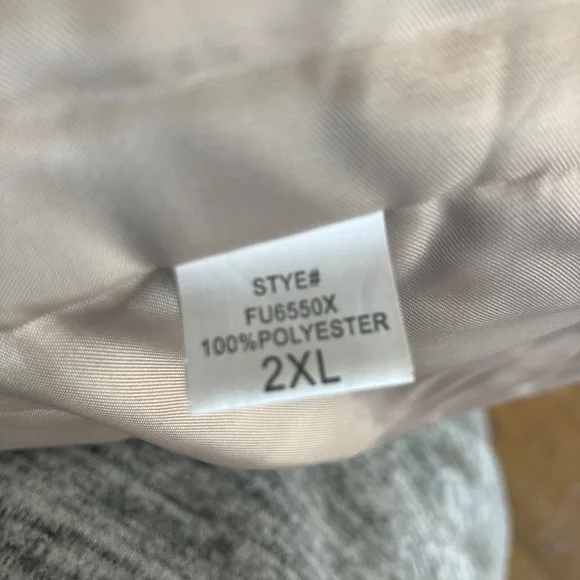 STYE#
FU6550X
100%POLYESTER
2XL